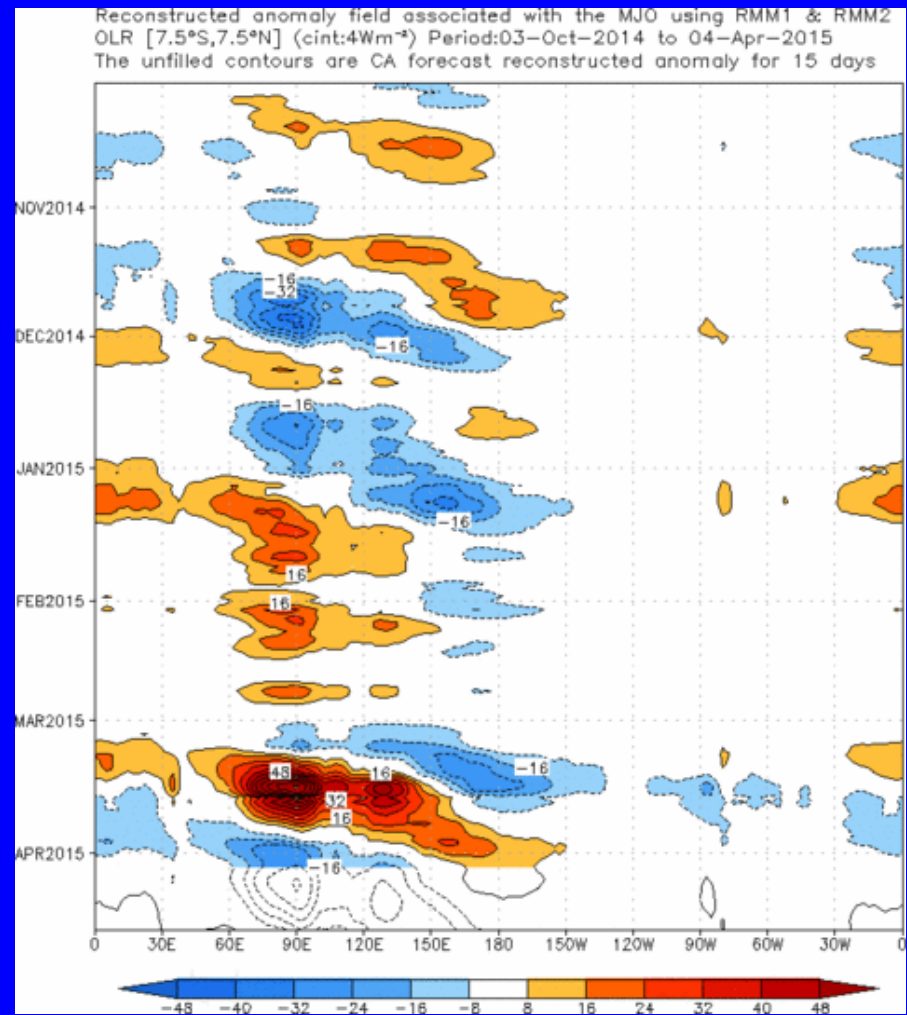 Reconstructed anomaly field associated with the MJO using RMM1 & RMM2
OLR [7.5°S,7.5°N] (cint:4Wm⁻²) Period:03-Oct-2014 to 04-Apr-2015
The unfilled contours are CA forecast reconstructed anomaly for 15 days
NOV2014
-16
-32
DEC2014
-16
-16
JAN2015
-16
16
FEB2015
16
MAR2015
-16
48
16
32
16
APR2015
-16
0 30E 60E 90E 120E 150E 180 150W 120W 90W 60W 30W 0
-48 -40 -32 -24 -16 -8 8 16 24 32 40 48